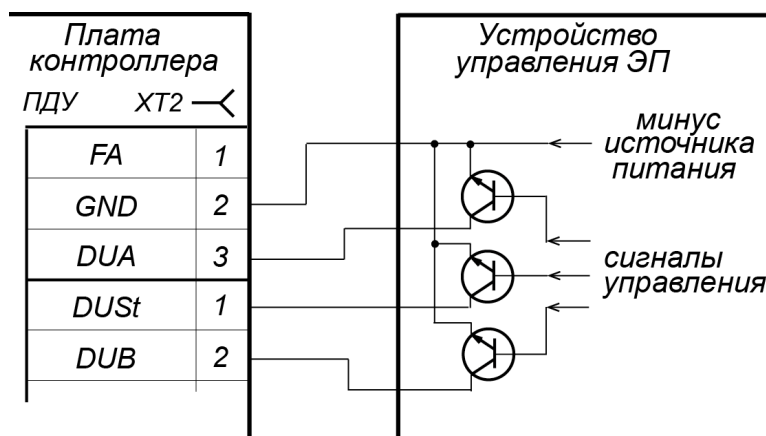 Плата
контроллера
ПДУ XT2
FA 1
GND 2
DUA 3
DUSt 1
DUB 2
Устройство
управления ЭП
минус
источника
питания
сигналы
управления